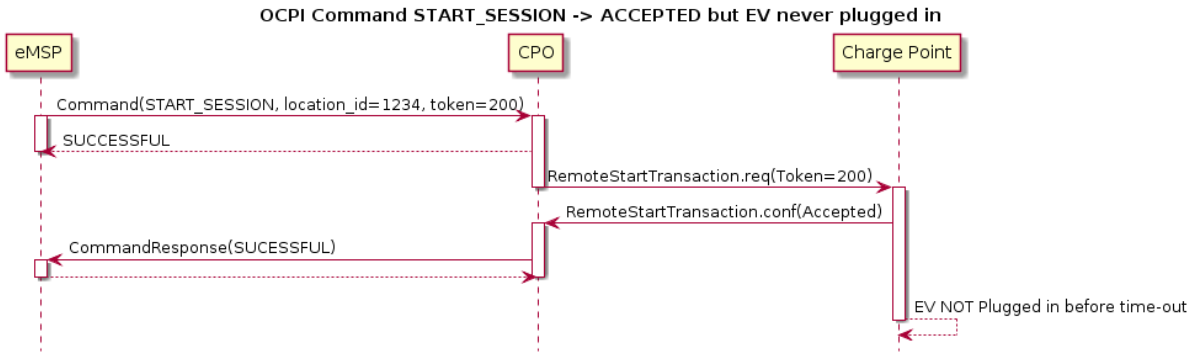 OCPI Command START_SESSION -> ACCEPTED but EV never plugged in
eMSP
CPO
Charge Point
Command(START_SESSION, location_id=1234, token=200)
SUCCESSFUL
RemoteStartTransaction.req(Token=200)
RemoteStartTransaction.conf(Accepted)
CommandResponse(SUCESSFUL)
EV NOT Plugged in before time-out